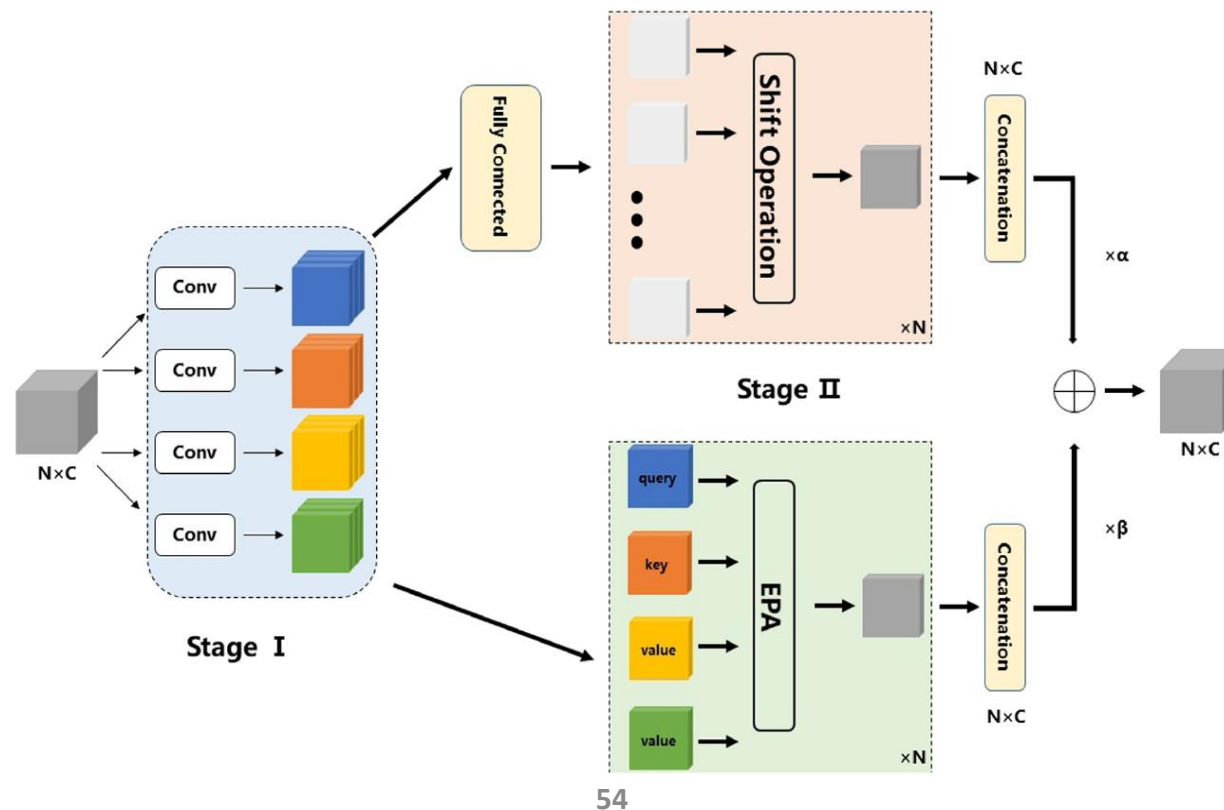 N×C
Conv
Conv
Conv
Conv
Stage I
Fully Connected
Shift Operation
×N
Stage II
query
key
value
value
EPA
×N
N×C
Concatenation
×α
Concatenation
N×C
×β
N×C
54